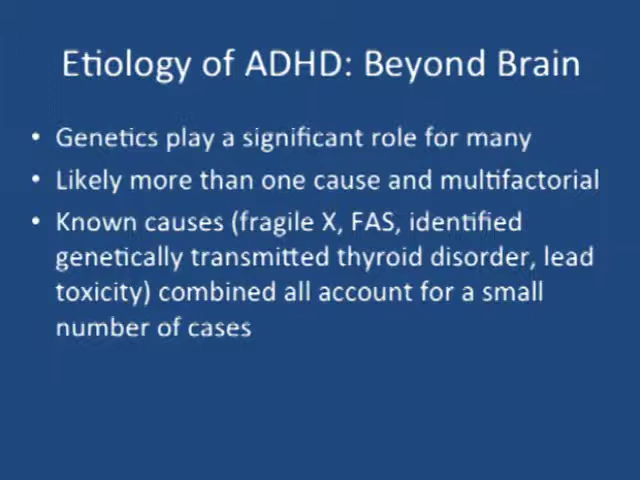 Etiology of ADHD: Beyond Brain
• Genetics play a significant role for many
• Likely more than one cause and multifactorial
• Known causes (fragile X, FAS, identified
genetically transmitted thyroid disorder, lead
toxicity) combined all account for a small
number of cases